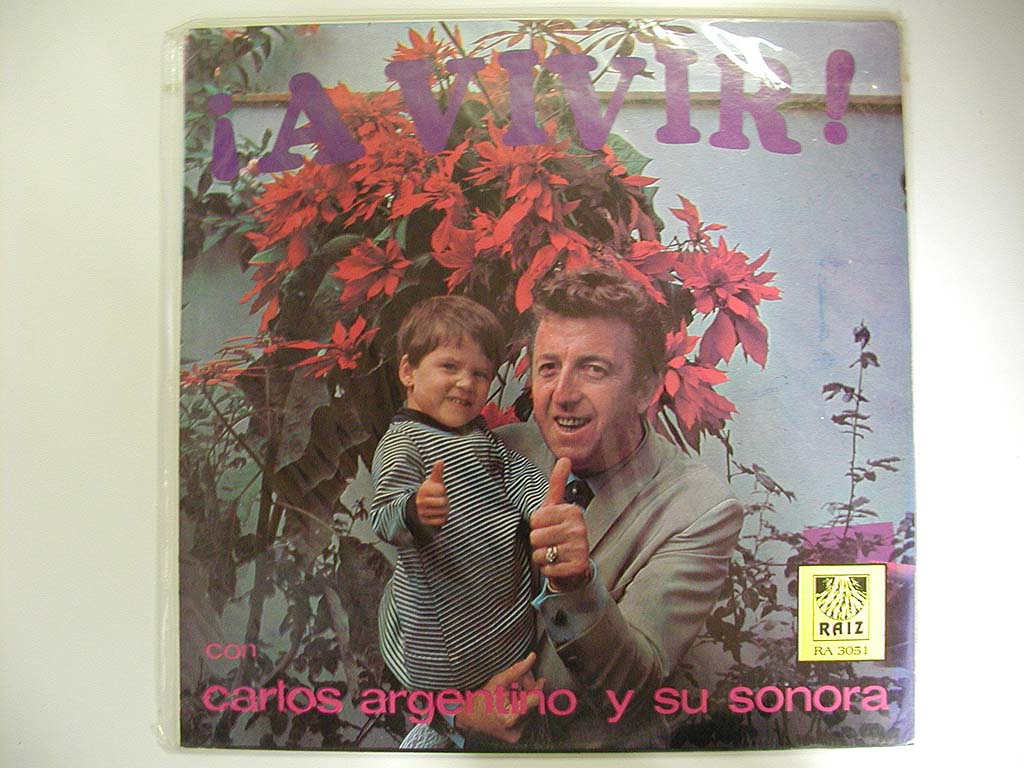 ¡A VIVIR!
RAIZ
RA 3051
con
carlos argentino y su sonora